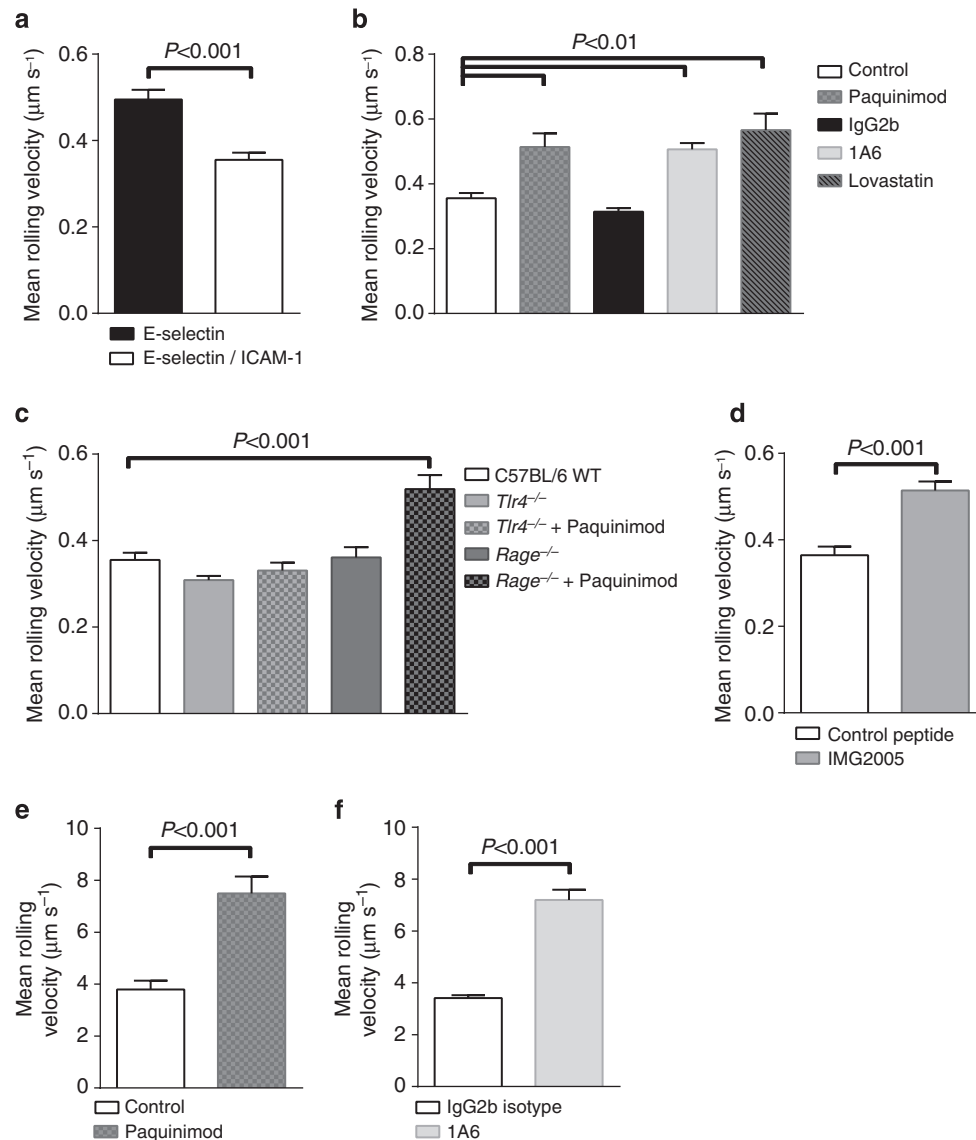 a
Mean rolling velocity (μm s⁻¹)
0.6
0.4
0.2
0.0
P<0.001
E-selectin
E-selectin / ICAM-1
b
Mean rolling velocity (μm s⁻¹)
0.8
0.6
0.4
0.2
0.0
P<0.01
Control
Paquinimod
IgG2b
1A6
Lovastatin
c
Mean rolling velocity (μm s⁻¹)
0.6
0.4
0.2
0.0
P<0.001
C57BL/6 WT
Tlr4⁻/⁻
Tlr4⁻/⁻ + Paquinimod
Rage⁻/⁻
Rage⁻/⁻ + Paquinimod
d
Mean rolling velocity (μm s⁻¹)
0.6
0.4
0.2
0.0
P<0.001
Control peptide
IMG2005
e
Mean rolling
velocity (μm s⁻¹)
10
8
6
4
2
0
P<0.001
Control
Paquinimod
f
Mean rolling
velocity (μm s⁻¹)
10
8
6
4
2
0
P<0.001
IgG2b isotype
1A6